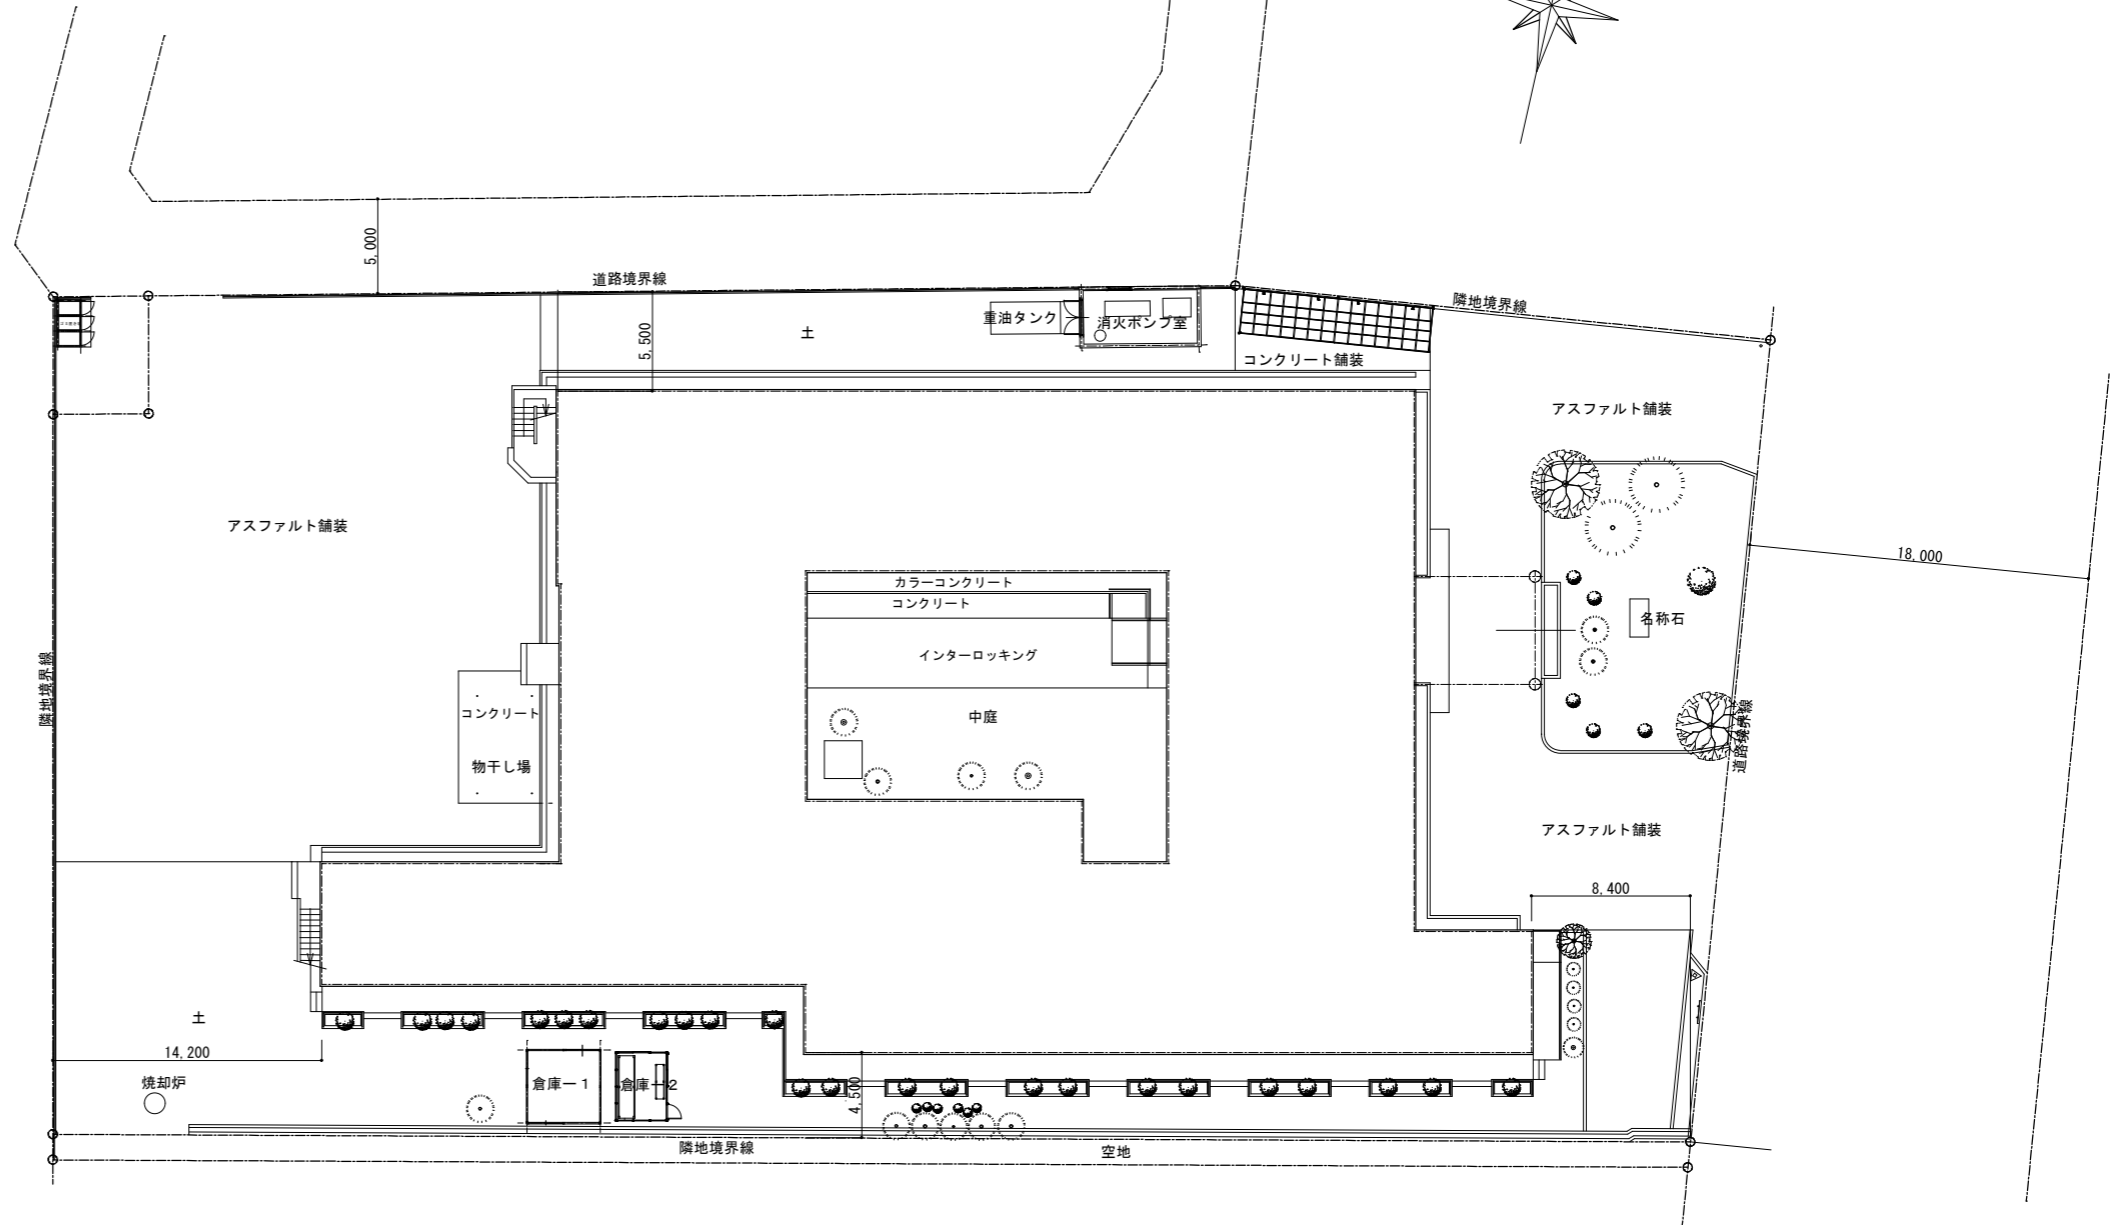 5,000
道路境界線
隣地境界線
5,500
土
重油タンク
消火ポンプ室
コンクリート舗装
アスファルト舗装
アスファルト舗装
18,000
カラーコンクリート
コンクリート
インターロッキング
中庭
名称石
隣地境界線
コンクリート
物干し場
道路境界線
アスファルト舗装
8,400
土
14,200
焼却炉
倉庫ー1
倉庫ー2
4,500
隣地境界線
空地